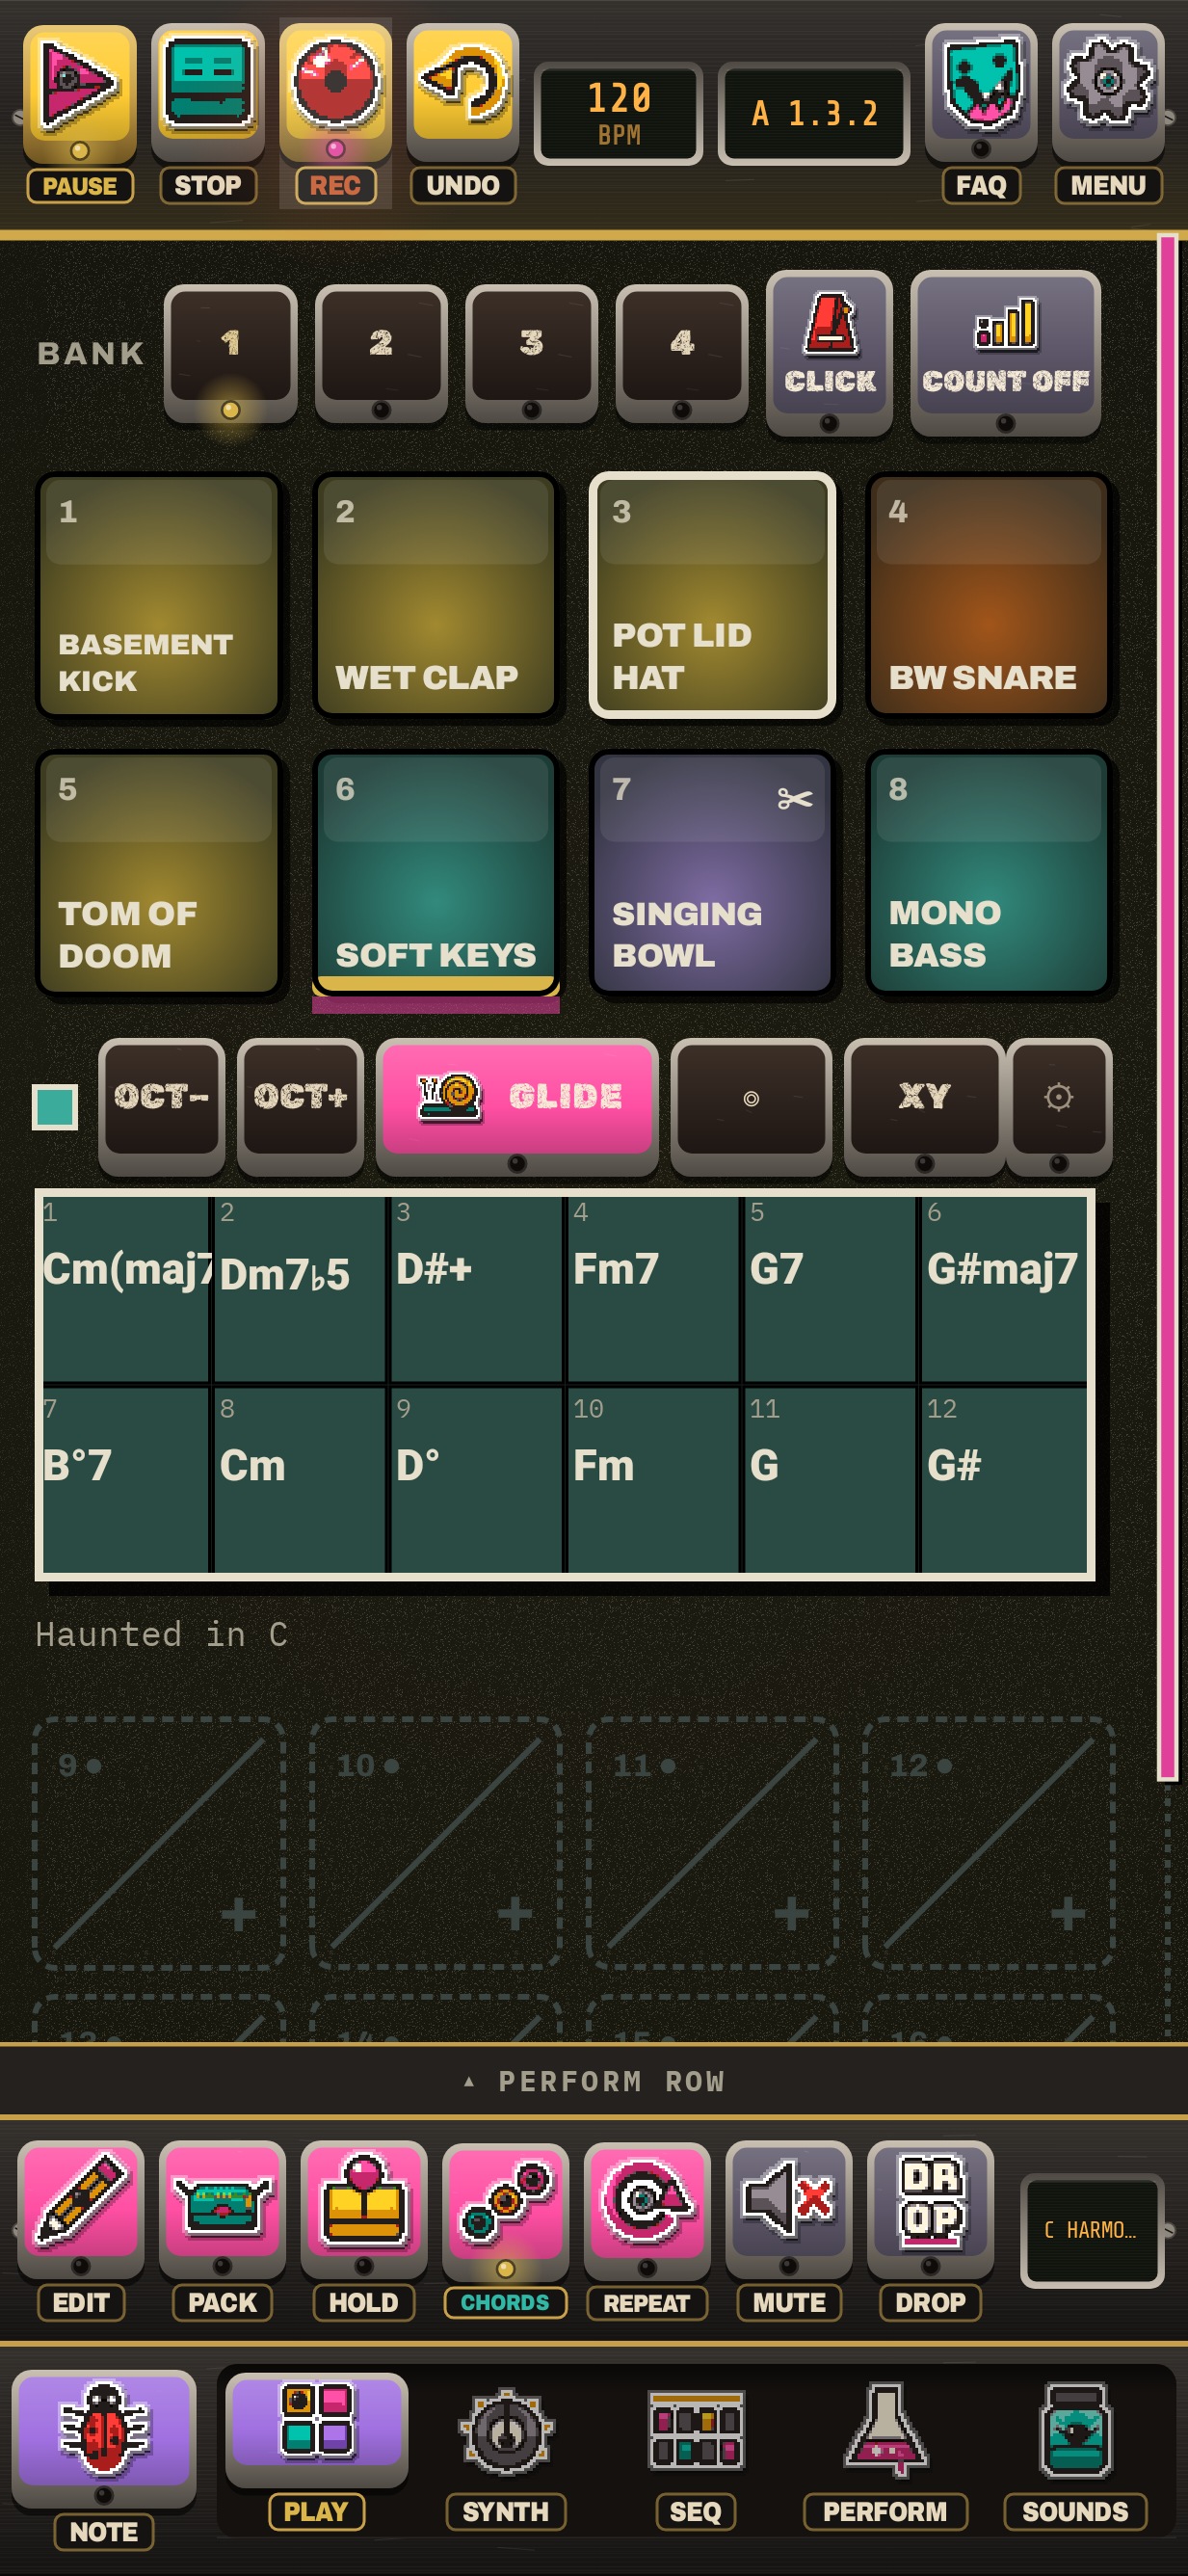 120
BPM
A 1.3.2
PAUSE
STOP
REC
UNDO
FAQ
MENU
BANK
1
2
3
4
CLICK
COUNT OFF
1
BASEMENT
KICK
2
WET CLAP
3
POT LID
HAT
4
BW SNARE
5
TOM OF
DOOM
6
SOFT KEYS
7
SINGING
BOWL
8
MONO
BASS
OCT-
OCT+
GLIDE
XY
1
Cm(maj7
2
Dm7♭5
3
D#+
4
Fm7
5
G7
6
G#maj7
7
B°7
8
Cm
9
D°
10
Fm
11
G
12
G#
Haunted in C
9
10
11
12
13
14
15
16
▲ PERFORM ROW
DR
OP
C HARMO…
EDIT
PACK
HOLD
CHORDS
REPEAT
MUTE
DROP
NOTE
PLAY
SYNTH
SEQ
PERFORM
SOUNDS